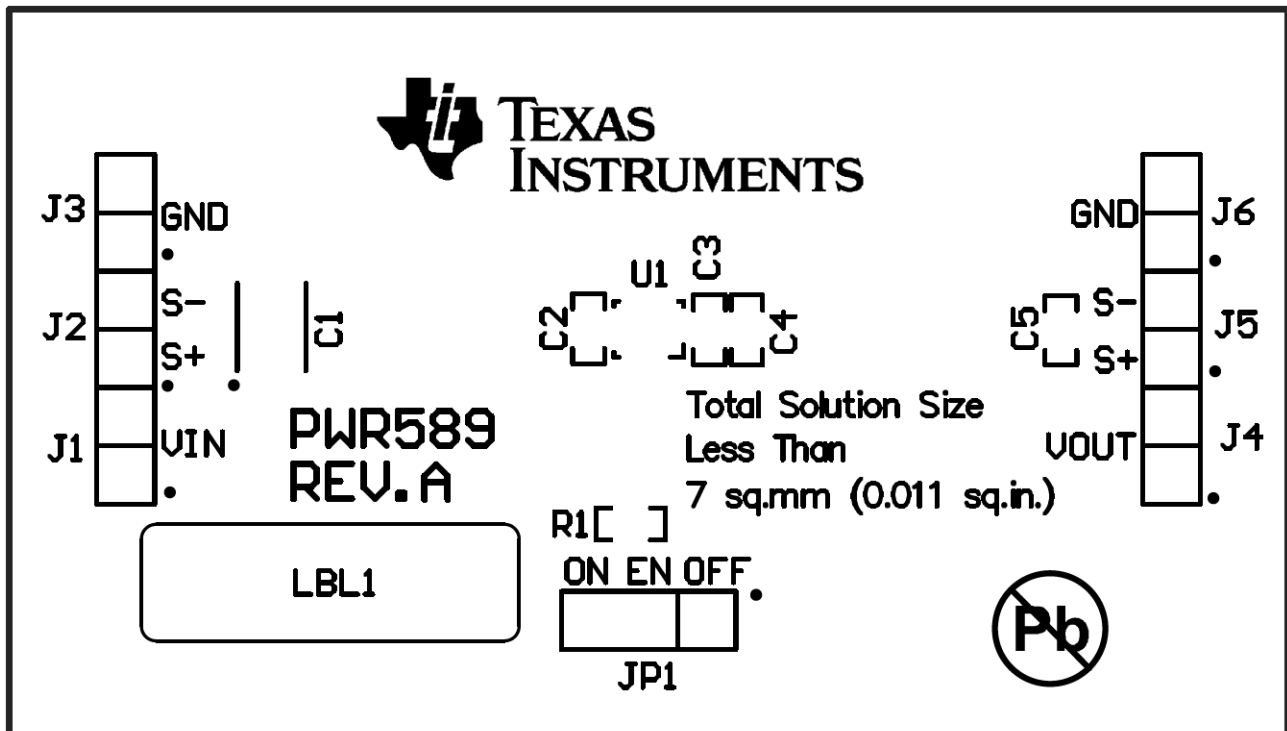 TEXAS
INSTRUMENTS
J3
GND
J2
S-
S+
J1
VIN
C1
PWR589
REV.A
LBL1
C2
U1
C3
C4
C5
GND
J6
S-
J5
S+
VOUT
J4
Total Solution Size
Less Than
7 sq.mm (0.011 sq.in.)
R1
ON EN OFF
JP1
Pb